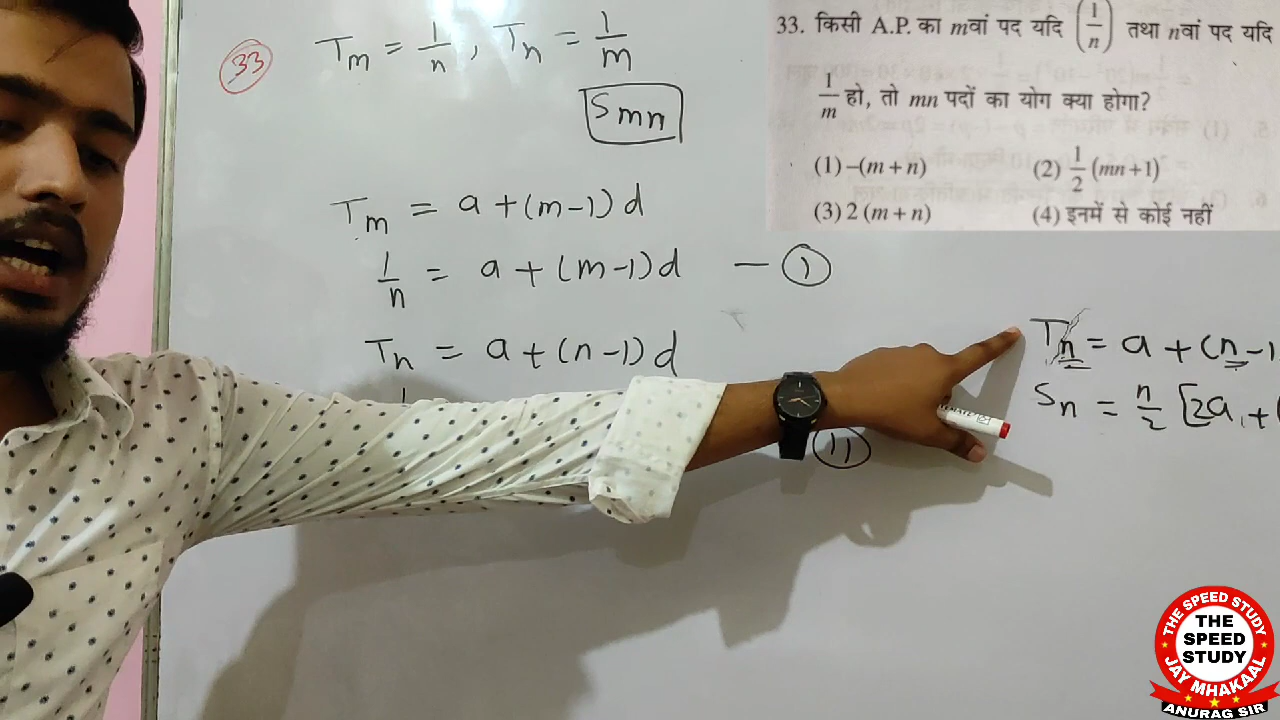 33
Tm = 1/n , Tn = 1/m
Smn
Tm = a + (m-1) d
1/n = a + (m-1) d — (1)
Tn = a + (n-1) d
(11)
Tn = a + (n-1
Sn = n/2 [2a + (
33. किसी A.P. का mवां पद यदि (1/n) तथा nवां पद यदि
1/m हो, तो mn पदों का योग क्या होगा?
(1) –(m + n) (2) 1/2 (mn+1)
(3) 2 (m + n) (4) इनमें से कोई नहीं
THE SPEED STUDY
THE
SPEED
STUDY
JAY MHAKAAL
ANURAG SIR